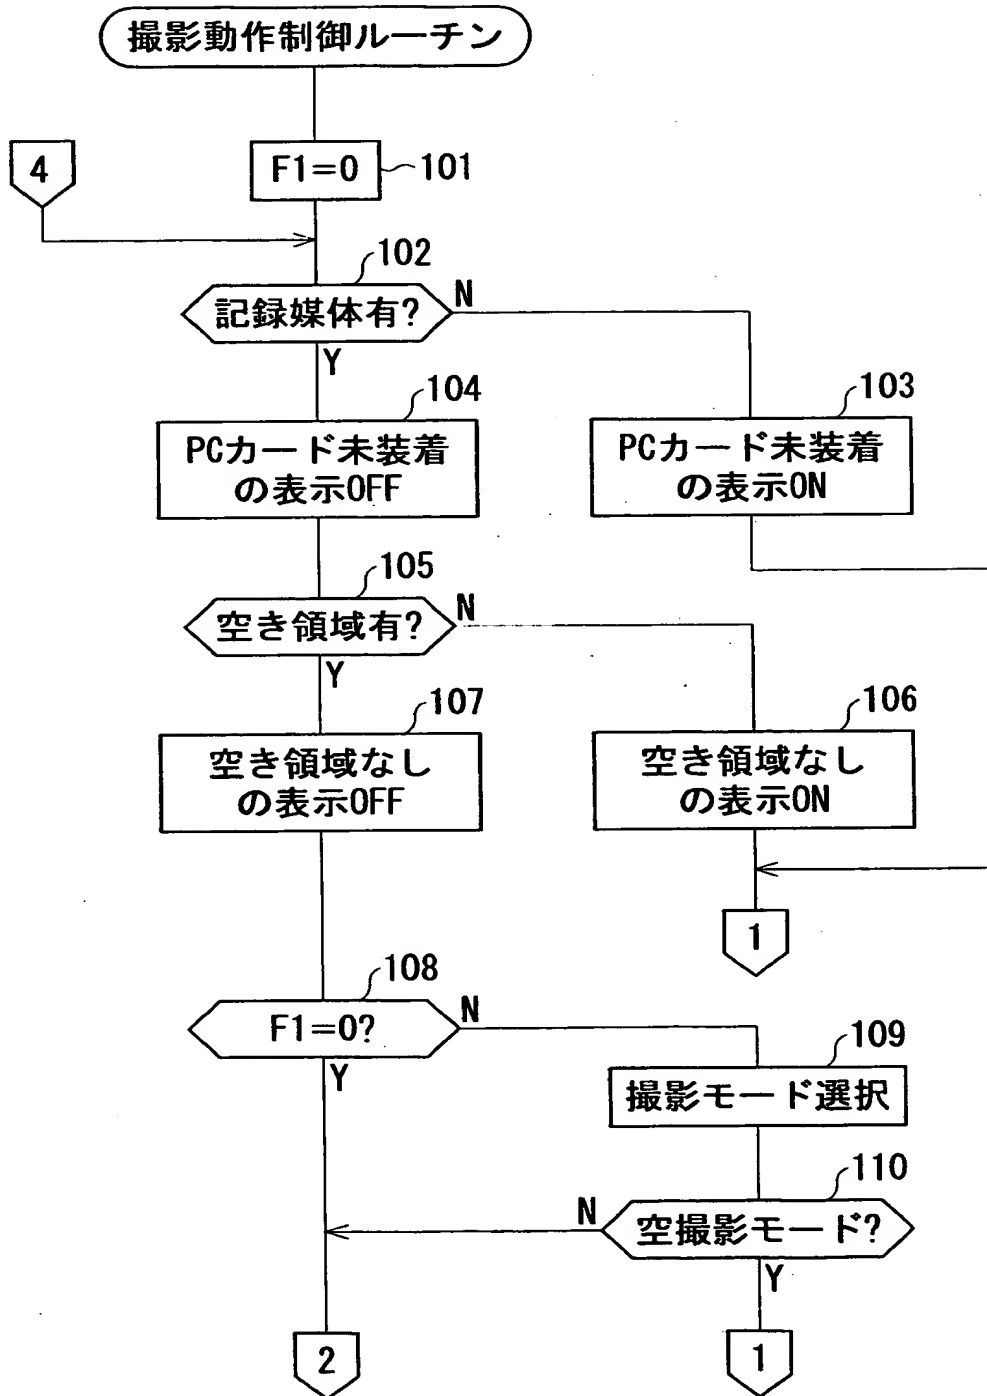 撮影動作制御ルーチン
4
F1=0
101
102
記録媒体有?
N
Y
104
PCカード未装着
の表示OFF
103
PCカード未装着
の表示ON
105
空き領域有?
N
Y
107
空き領域なし
の表示OFF
106
空き領域なし
の表示ON
1
108
F1=0?
N
Y
109
撮影モード選択
110
空撮影モード?
N
Y
2
1